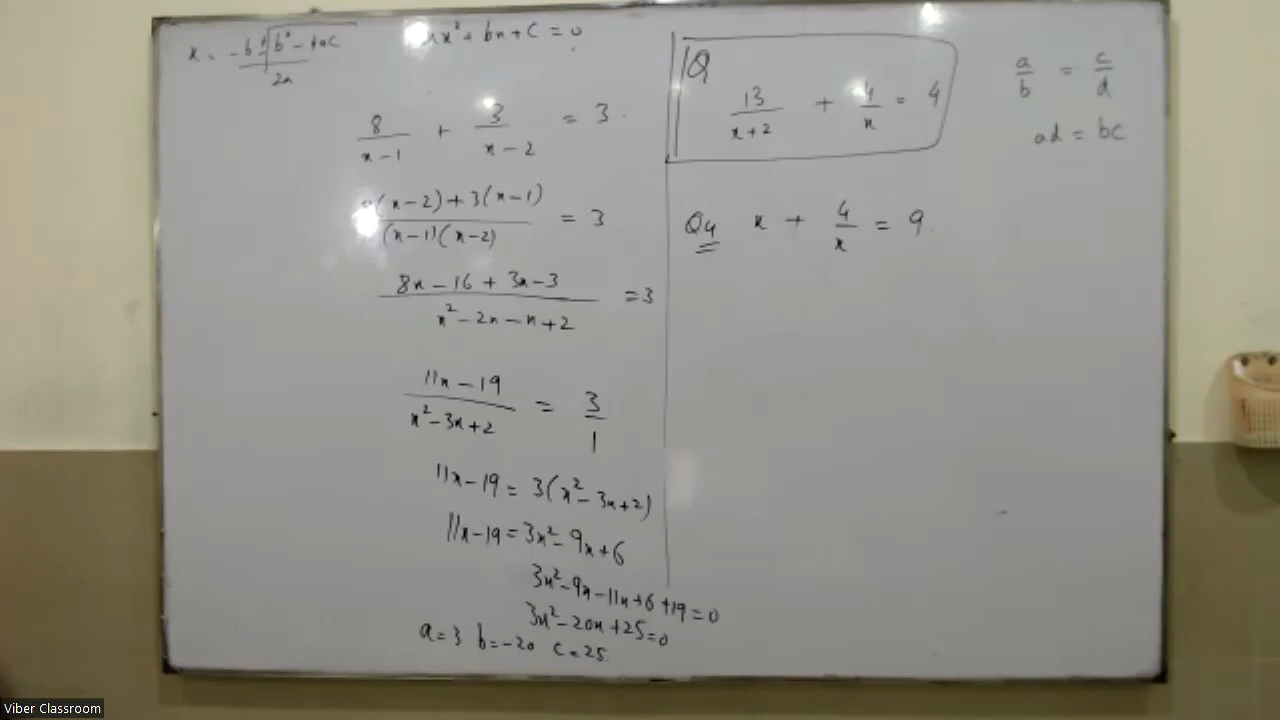 x = -b ± √b² - 4ac / 2a
ax² + bx + c = 0
8/(x-1) + 3/(x-2) = 3
8(x-2) + 3(x-1) / (x-1)(x-2) = 3
8x - 16 + 3x - 3 / x² - 2x - x + 2 = 3
11x - 19 / x² - 3x + 2 = 3/1
11x - 19 = 3(x² - 3x + 2)
11x - 19 = 3x² - 9x + 6
3x² - 9x - 11x + 6 + 19 = 0
3x² - 20x + 25 = 0
a = 3 b = -20 c = 25
Q
13/(x+2) + 4/x = 4
Q4 x + 4/x = 9
a/b = c/d
ad = bc
Viber Classroom